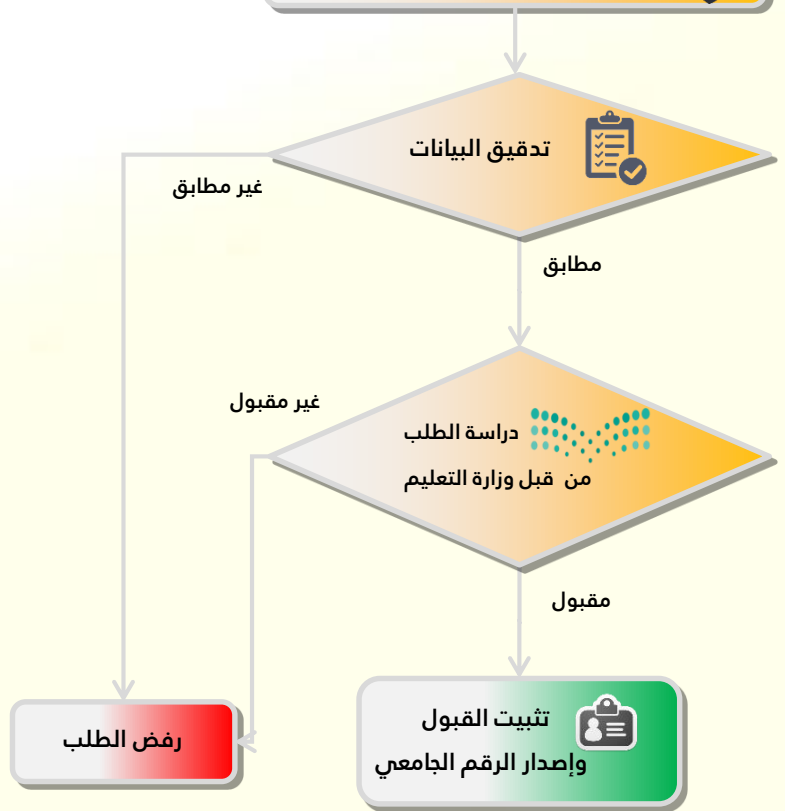 تدقيق البيانات
غير مطابق
مطابق
غير مقبول
دراسة الطلب
من قبل وزارة التعليم
مقبول
تثبيت القبول
وإصدار الرقم الجامعي
رفض الطلب